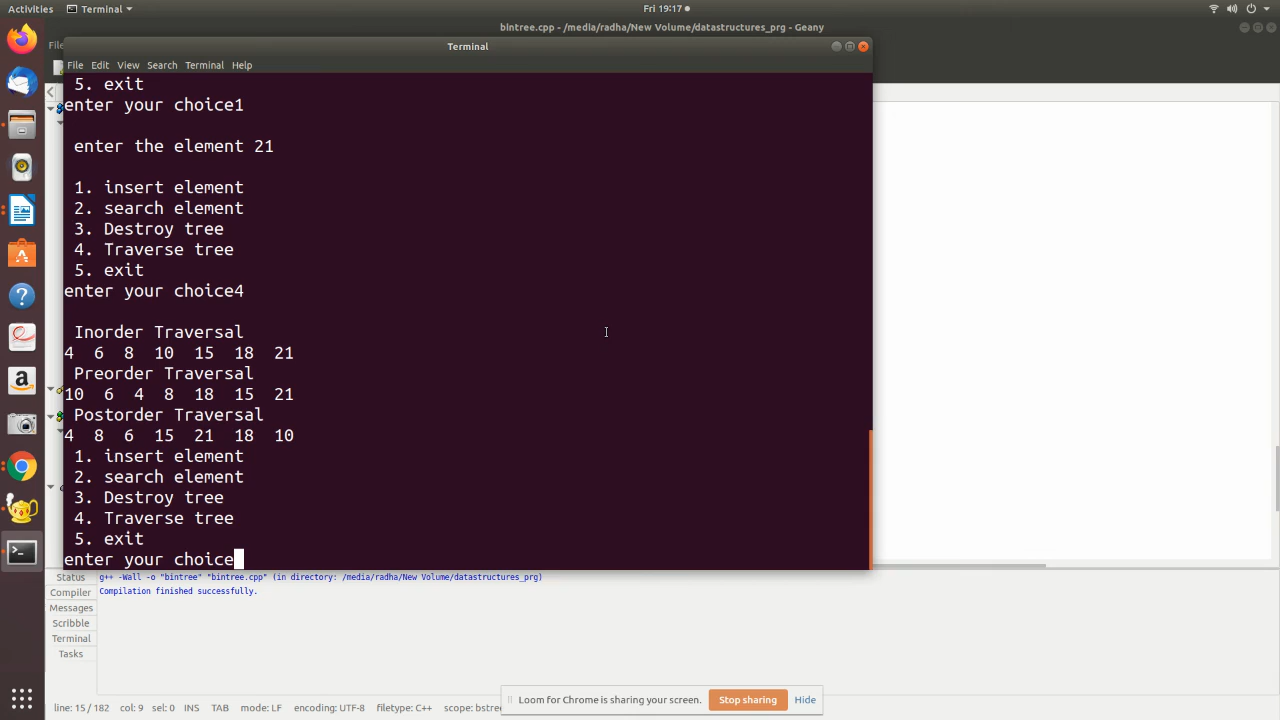 Activities
Terminal
Fri 19:17
bintree.cpp - /media/radha/New Volume/datastructures_prg - Geany
Terminal
File Edit View Search Terminal Help
5. exit
enter your choice1
enter the element 21
1. insert element
2. search element
3. Destroy tree
4. Traverse tree
5. exit
enter your choice4
Inorder Traversal
4 6 8 10 15 18 21
Preorder Traversal
10 6 4 8 18 15 21
Postorder Traversal
4 8 6 15 21 18 10
1. insert element
2. search element
3. Destroy tree
4. Traverse tree
5. exit
enter your choice
Status
Compiler
Messages
Scribble
Terminal
Tasks
g++ -Wall -o "bintree" "bintree.cpp" (in directory: /media/radha/New Volume/datastructures_prg)
Compilation finished successfully.
Loom for Chrome is sharing your screen. Stop sharing Hide
line: 15 / 182 col: 9 sel: 0 INS TAB mode: LF encoding: UTF-8 filetype: C++ scope: bstre